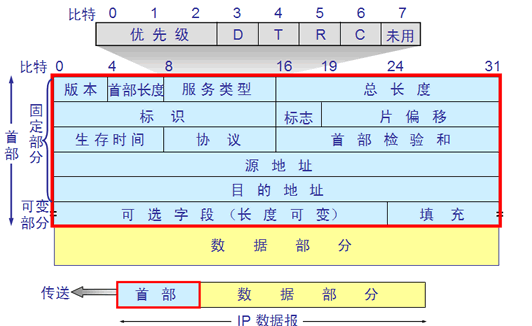 比特 0 1 2 3 4 5 6 7
优先级 D T R C 未用
比特 0 4 8 16 19 24 31
版本 首部长度 服务类型 总长度
标识 标志 片偏移
生存时间 协议 首部检验和
源地址
目的地址
可选字段（长度可变） 填充
数据部分
首部
固定部分
可变部分
传送 首部 数据部分
IP 数据报